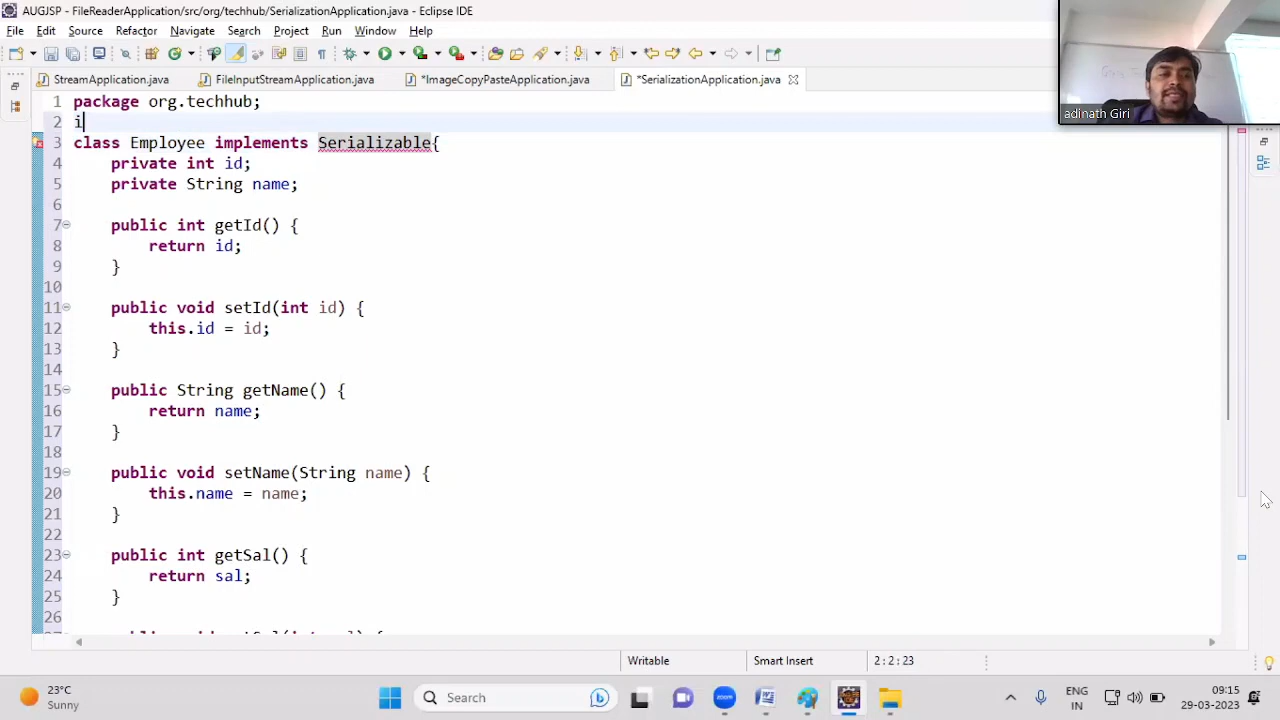 AUGJSP - FileReaderApplication/src/org/techhub/SerializationApplication.java - Eclipse IDE
File Edit Source Refactor Navigate Search Project Run Window Help
StreamApplication.java FileInputStreamApplication.java *ImageCopyPasteApplication.java *SerializationApplication.java
adinath Giri
1 package org.techhub;
2 i
3 class Employee implements Serializable{
4 private int id;
5 private String name;
6
7 public int getId() {
8 return id;
9 }
10
11 public void setId(int id) {
12 this.id = id;
13 }
14
15 public String getName() {
16 return name;
17 }
18
19 public void setName(String name) {
20 this.name = name;
21 }
22
23 public int getSal() {
24 return sal;
25 }
26
Writable Smart Insert 2 : 2 : 23
23°C
Sunny
Search
zoom
ENG
IN
09:15
29-03-2023